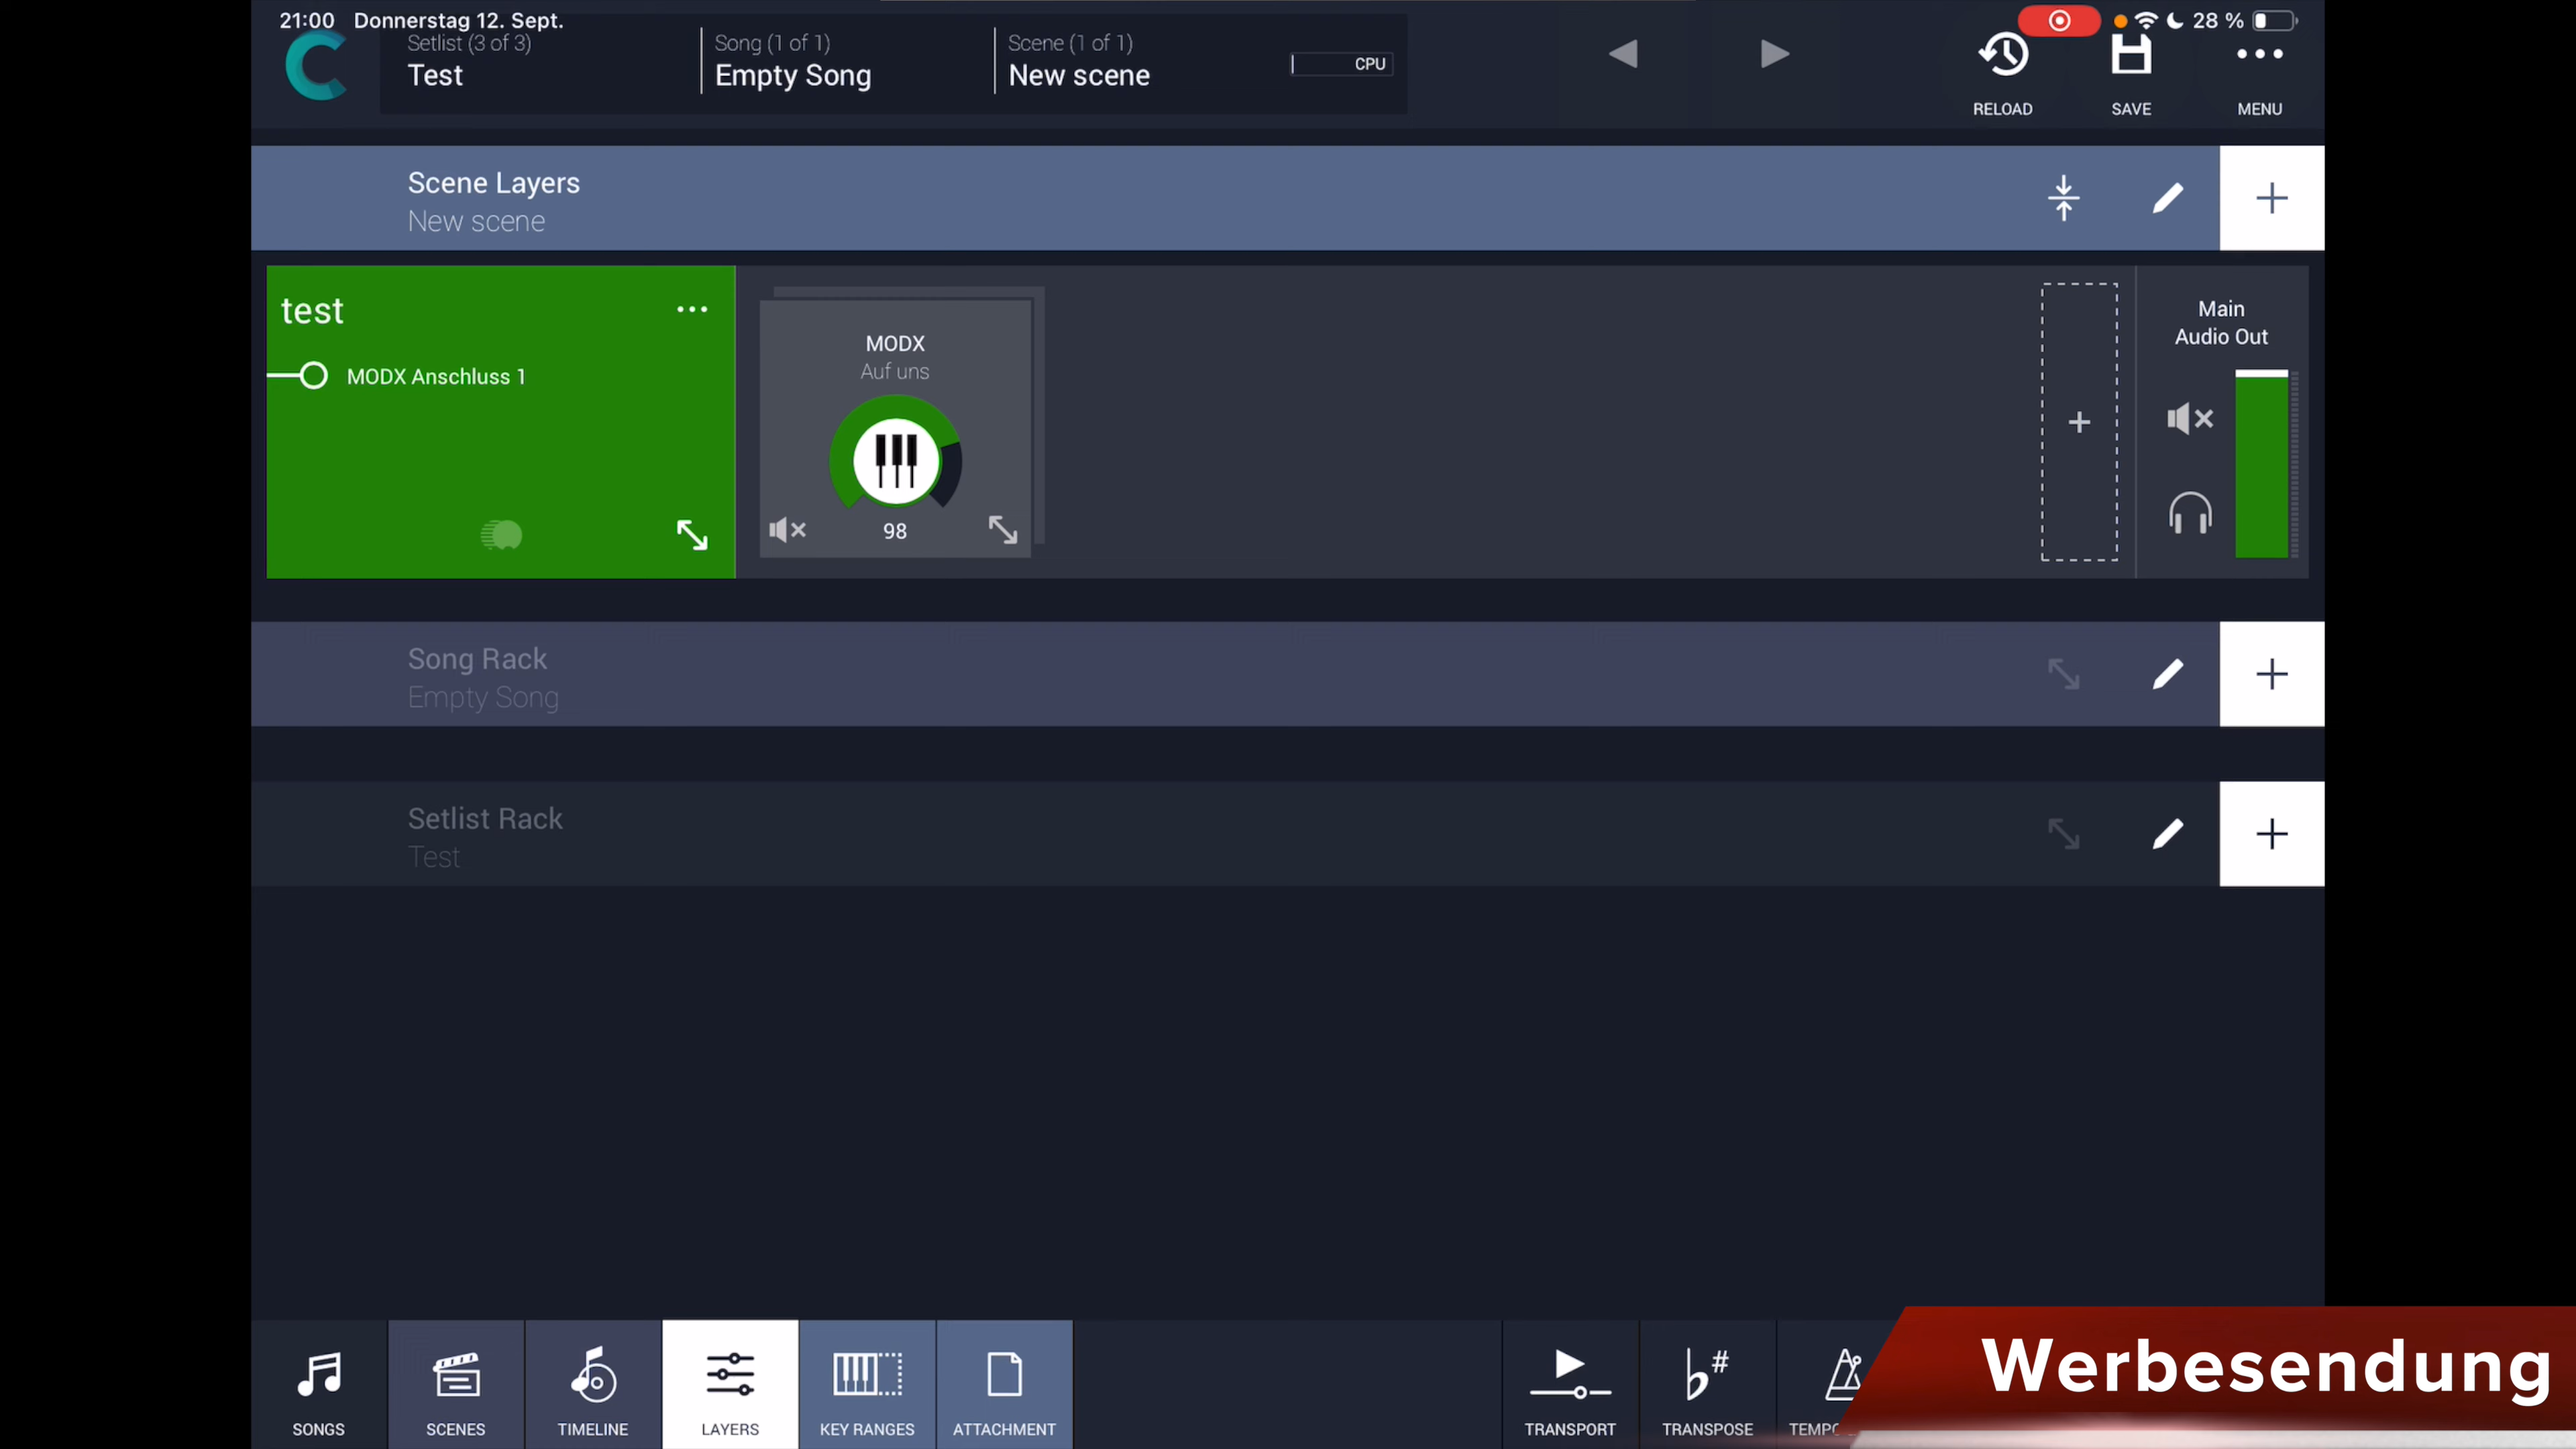 21:00 Donnerstag 12. Sept.
28 %
Setlist (3 of 3)
Test
Song (1 of 1)
Empty Song
Scene (1 of 1)
New scene
CPU
RELOAD
SAVE
MENU
Scene Layers
New scene
test
MODX Anschluss 1
MODX
Auf uns
98
Main
Audio Out
Song Rack
Empty Song
Setlist Rack
Test
SONGS
SCENES
TIMELINE
LAYERS
KEY RANGES
ATTACHMENT
TRANSPORT
TRANSPOSE
TEMP
Werbesendung